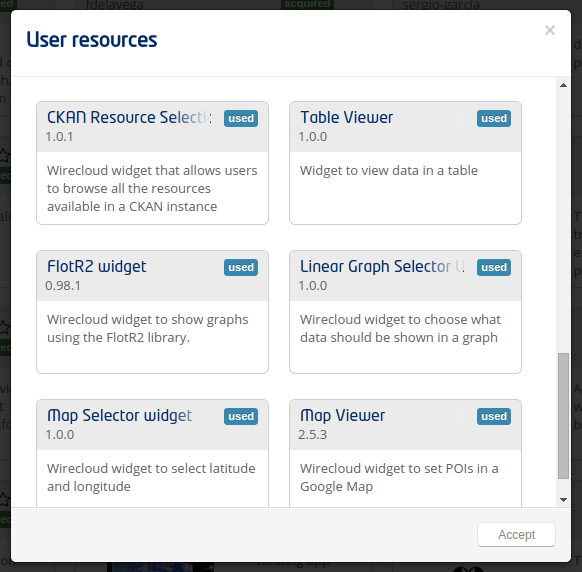 fdelavega
acquired
sergio-garcia
User resources
×
CKAN Resource Selecti
used
1.0.1
Wirecloud widget that allows users
to browse all the resources
available in a CKAN instance
Table Viewer
used
1.0.0
Widget to view data in a table
FlotR2 widget
used
0.98.1
Wirecloud widget to show graphs
using the FlotR2 library.
Linear Graph Selector U
used
1.0.0
Wirecloud widget to choose what
data should be shown in a graph
Map Selector widget
used
1.0.0
Wirecloud widget to select latitude
and longitude
Map Viewer
used
2.5.3
Wirecloud widget to set POIs in a
Google Map
Accept